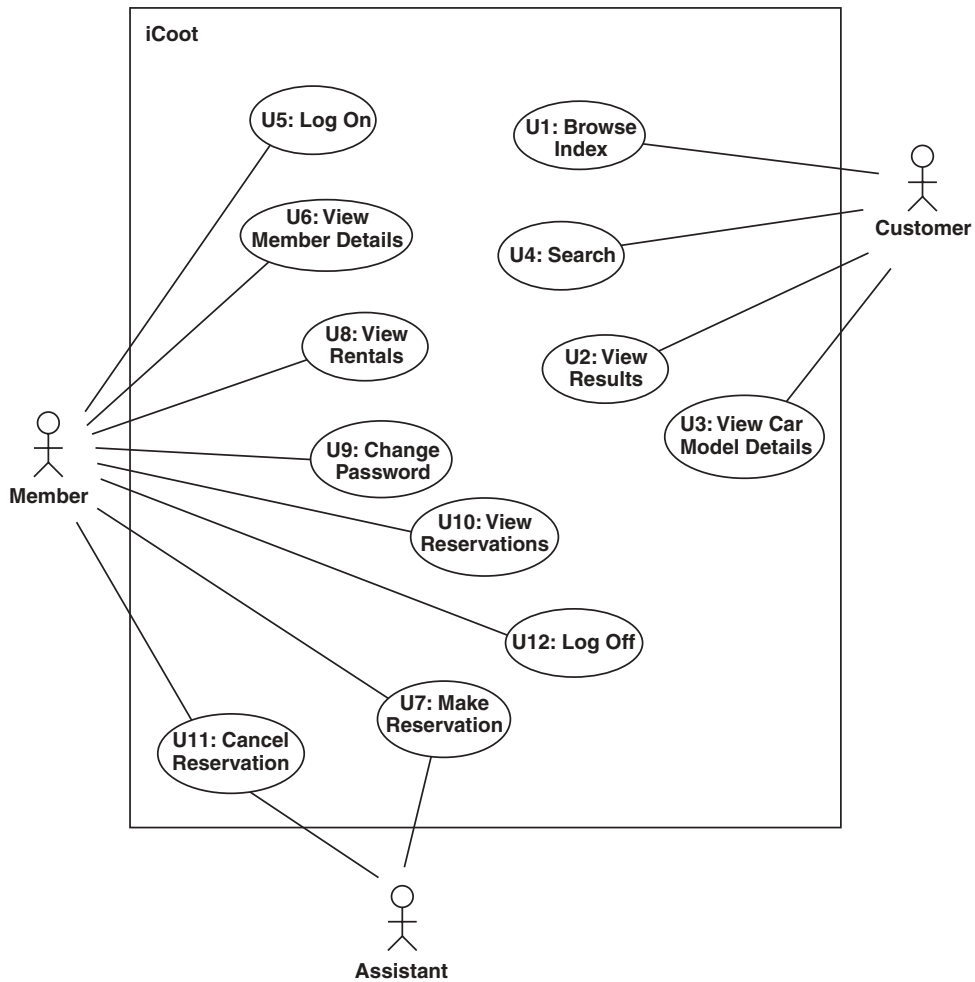 iCoot
U5: Log On
U1: Browse
Index
U6: View
Member Details
Customer
U4: Search
U8: View
Rentals
U2: View
Results
U3: View Car
Model Details
U9: Change
Password
Member
U10: View
Reservations
U12: Log Off
U7: Make
Reservation
U11: Cancel
Reservation
Assistant